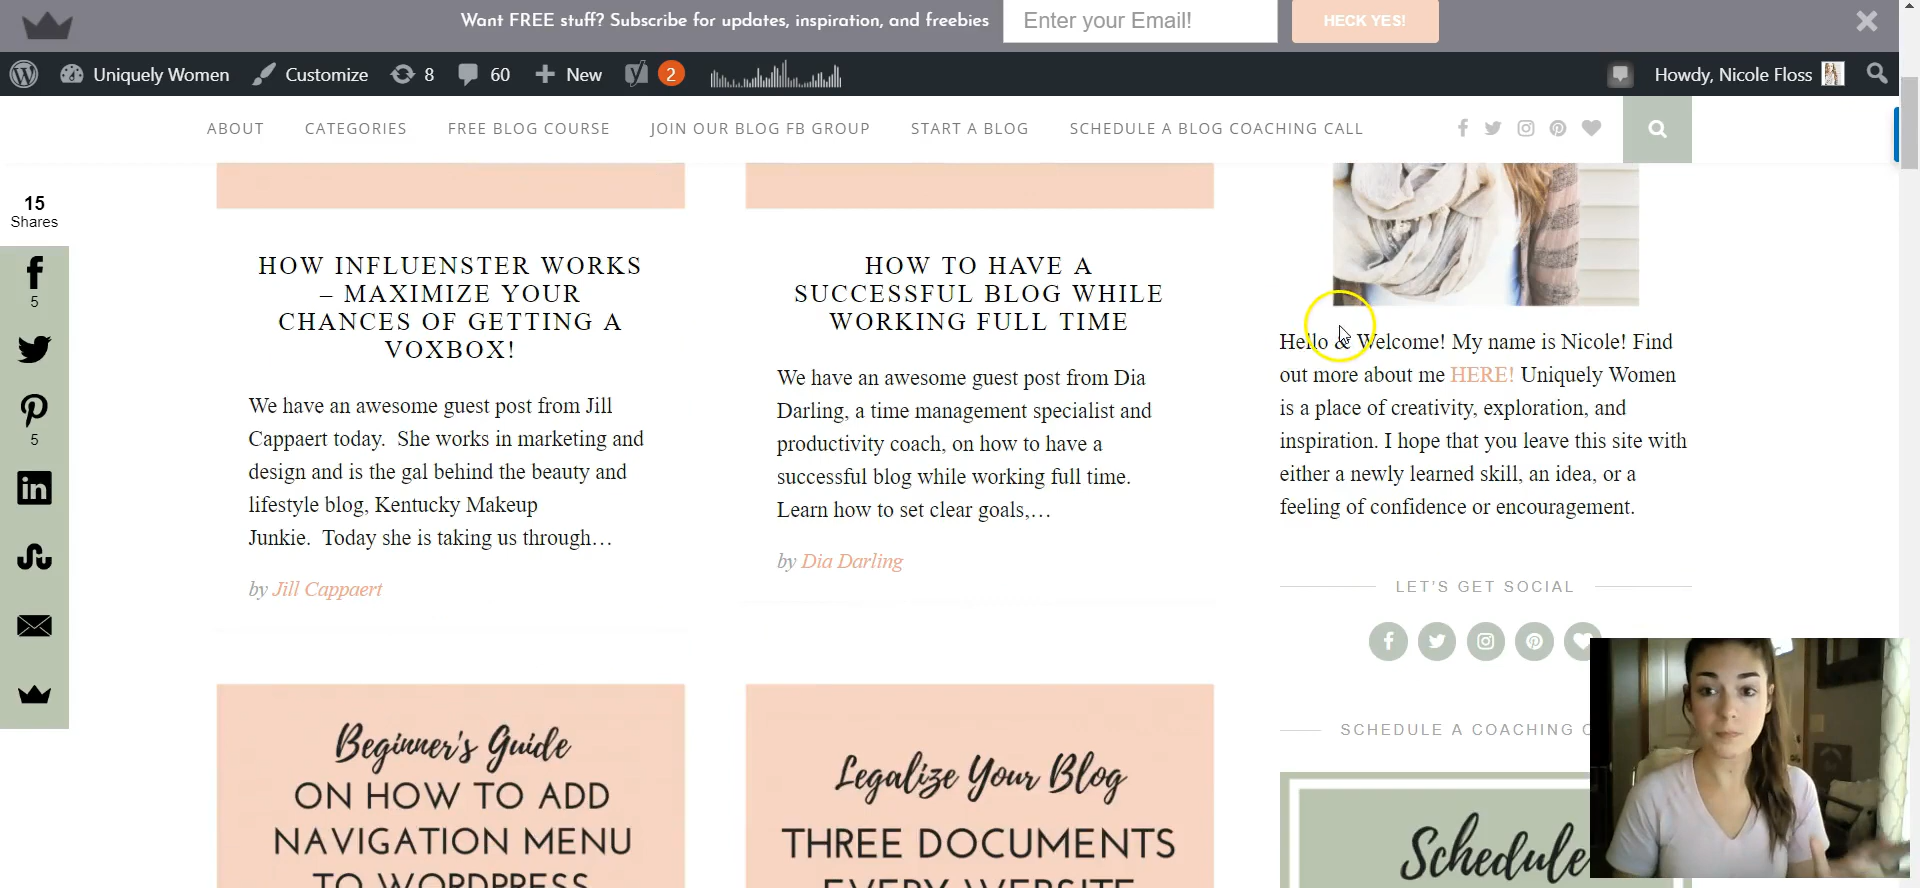 Want FREE stuff? Subscribe for updates, inspiration, and freebies
Enter your Email!
HECK YES!
Uniquely Women
Customize
8
60
New
2
Howdy, Nicole Floss
ABOUT
CATEGORIES
FREE BLOG COURSE
JOIN OUR BLOG FB GROUP
START A BLOG
SCHEDULE A BLOG COACHING CALL
15
Shares
5
5
HOW INFLUENSTER WORKS
– MAXIMIZE YOUR
CHANCES OF GETTING A
VOXBOX!
We have an awesome guest post from Jill
Cappaert today.  She works in marketing and
design and is the gal behind the beauty and
lifestyle blog, Kentucky Makeup
Junkie.  Today she is taking us through…
by Jill Cappaert
HOW TO HAVE A
SUCCESSFUL BLOG WHILE
WORKING FULL TIME
We have an awesome guest post from Dia
Darling, a time management specialist and
productivity coach, on how to have a
successful blog while working full time.
Learn how to set clear goals,…
by Dia Darling
Hello & Welcome! My name is Nicole! Find
out more about me HERE! Uniquely Women
is a place of creativity, exploration, and
inspiration. I hope that you leave this site with
either a newly learned skill, an idea, or a
feeling of confidence or encouragement.
LET'S GET SOCIAL
SCHEDULE A COACHING C
Schedule
Beginner's Guide
ON HOW TO ADD
NAVIGATION MENU
TO WORDPRESS
Legalize Your Blog
THREE DOCUMENTS
EVERY WEBSITE